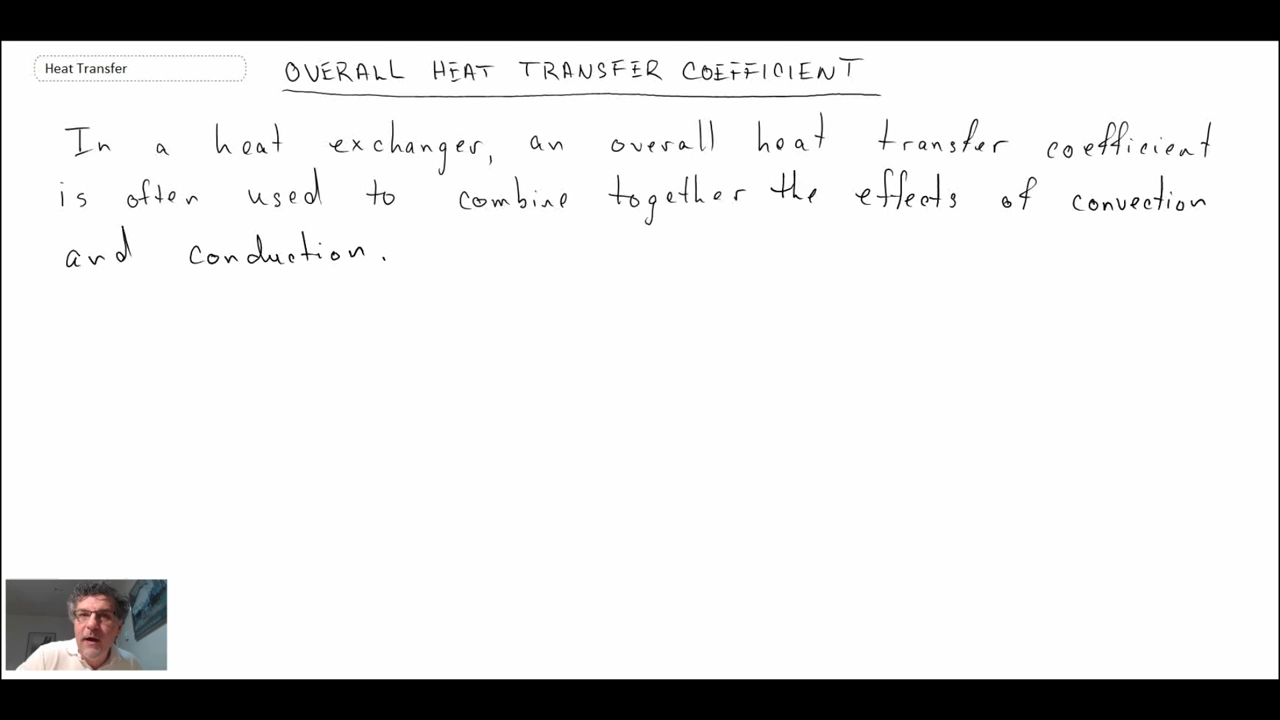 Heat Transfer
OVERALL HEAT TRANSFER COEFFICIENT
In a heat exchanger, an overall heat transfer coefficient
is often used to combine together the effects of convection
and conduction.